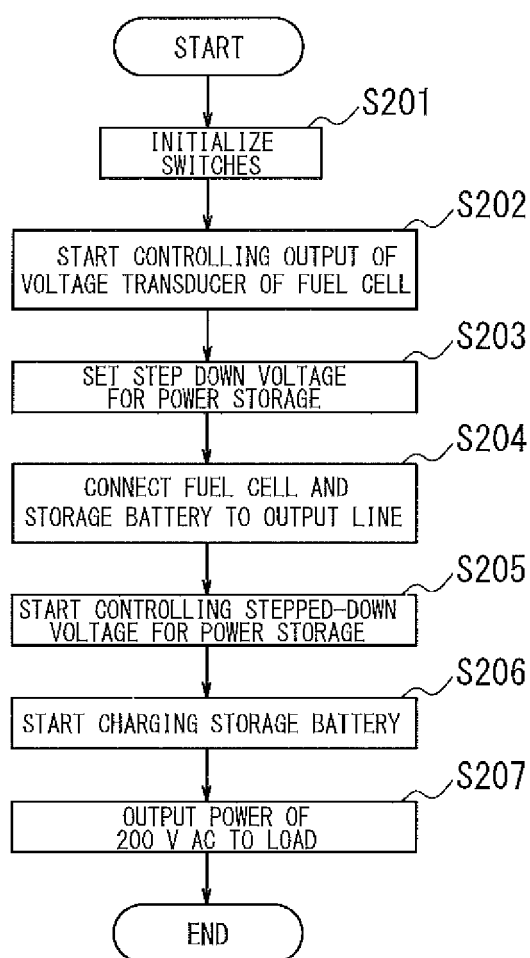 START
S201
INITIALIZE
SWITCHES
S202
START CONTROLLING OUTPUT OF
VOLTAGE TRANSDUCER OF FUEL CELL
S203
SET STEP DOWN VOLTAGE
FOR POWER STORAGE
S204
CONNECT FUEL CELL AND
STORAGE BATTERY TO OUTPUT LINE
S205
START CONTROLLING STEPPED-DOWN
VOLTAGE FOR POWER STORAGE
S206
START CHARGING STORAGE BATTERY
S207
OUTPUT POWER OF
200 V AC TO LOAD
END